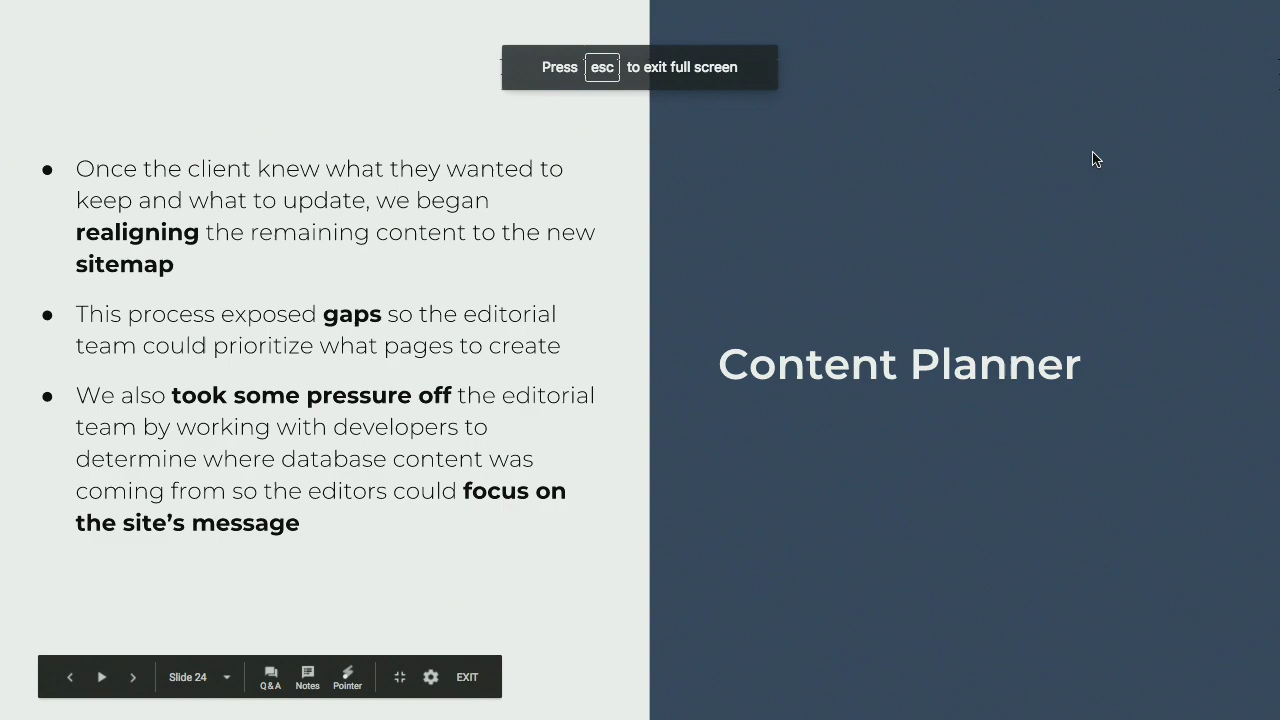 Press esc to exit full screen
● Once the client knew what they wanted to
keep and what to update, we began
realigning the remaining content to the new
sitemap
● This process exposed gaps so the editorial
team could prioritize what pages to create
● We also took some pressure off the editorial
team by working with developers to
determine where database content was
coming from so the editors could focus on
the site's message
Content Planner
Slide 24
Q&A
Notes
Pointer
EXIT